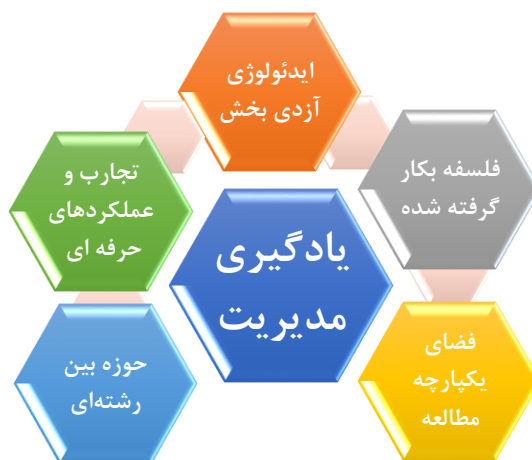 ایدئولوژی
آزدی بخش
فلسفه بکار
گرفته شده
تجارب و
عملکردهای
حرفه ای
یادگیری
مدیریت
فضای
یکپارچه
مطالعه
حوزه بین
رشته‌ای